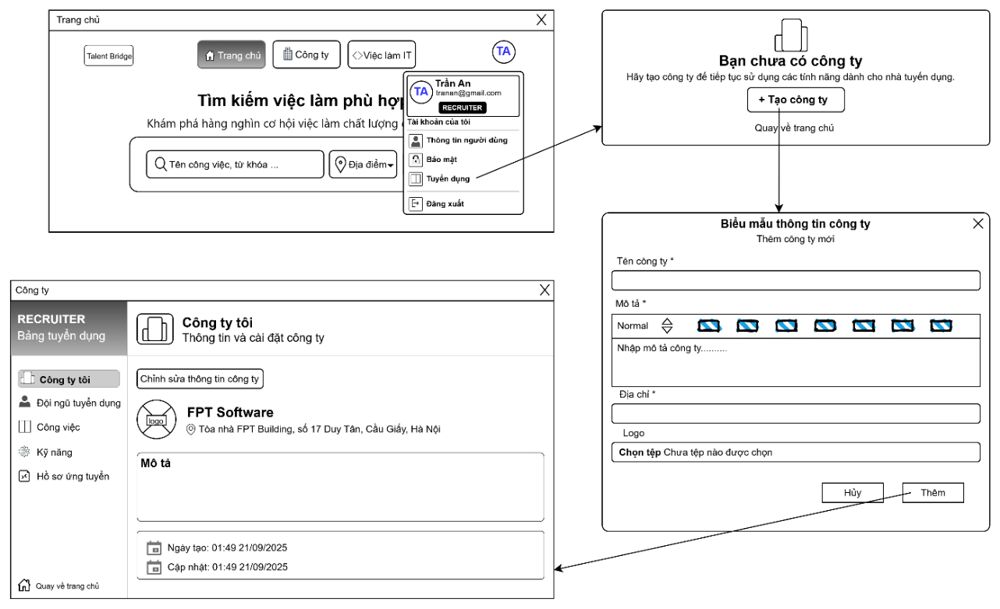 Trang chủ
Talent Bridge
Trang chủ
Công ty
Việc làm IT
TA
Tìm kiếm việc làm phù hợp
Khám phá hàng nghìn cơ hội việc làm chất lượng
Tên công việc, từ khóa ...
Địa điểm
TA
Trần An
tranan@gmail.com
RECRUITER
Tài khoản của tôi
Thông tin người dùng
Bảo mật
Tuyển dụng
Đăng xuất
Bạn chưa có công ty
Hãy tạo công ty để tiếp tục sử dụng các tính năng dành cho nhà tuyển dụng.
+ Tạo công ty
Quay về trang chủ
Biểu mẫu thông tin công ty
Thêm công ty mới
Tên công ty *
Mô tả *
Normal
Nhập mô tả công ty..........
Địa chỉ *
Logo
Chọn tệp Chưa tệp nào được chọn
Hủy
Thêm
Công ty
RECRUITER
Bảng tuyển dụng
Công ty tôi
Đội ngũ tuyển dụng
Công việc
Kỹ năng
Hồ sơ ứng tuyển
Quay về trang chủ
Công ty tôi
Thông tin và cài đặt công ty
Chỉnh sửa thông tin công ty
logo
FPT Software
Tòa nhà FPT Building, số 17 Duy Tân, Cầu Giấy, Hà Nội
Mô tả
Ngày tạo: 01:49 21/09/2025
Cập nhật: 01:49 21/09/2025